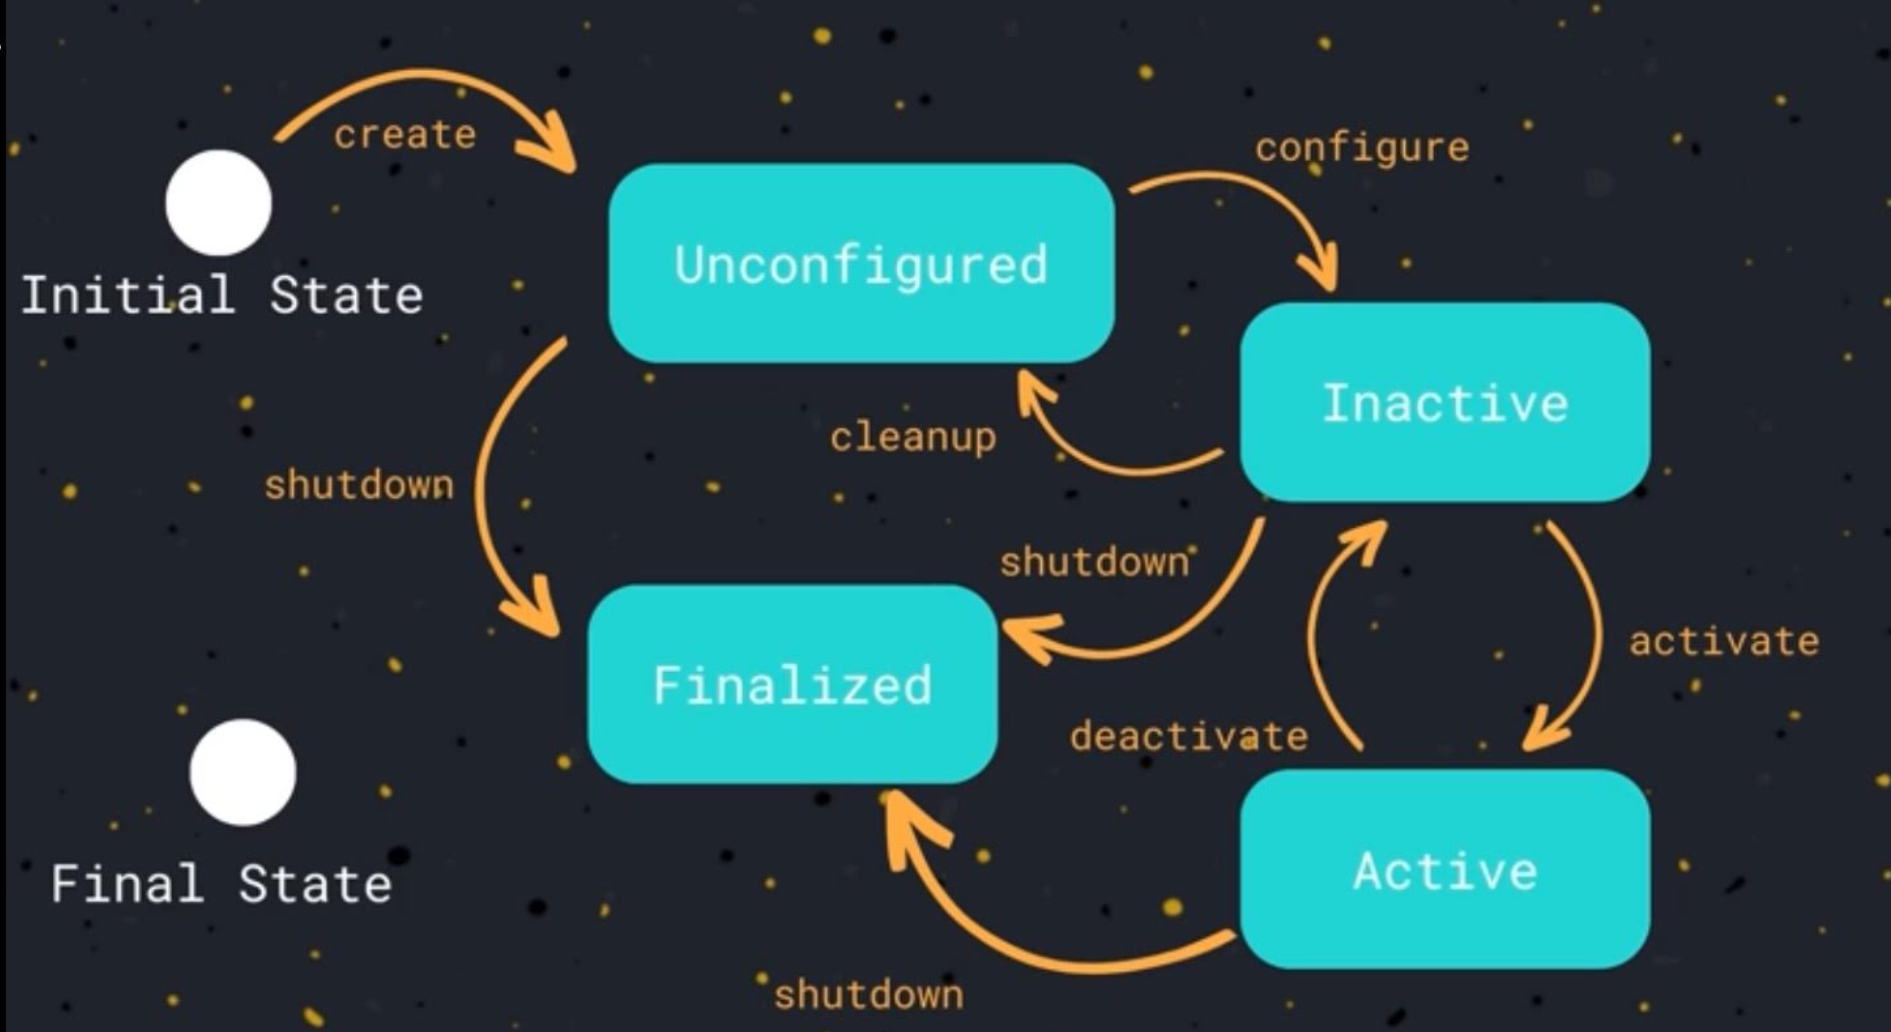 create
configure
Unconfigured
Initial State
Inactive
cleanup
shutdown
shutdown
activate
Finalized
deactivate
Active
Final State
shutdown